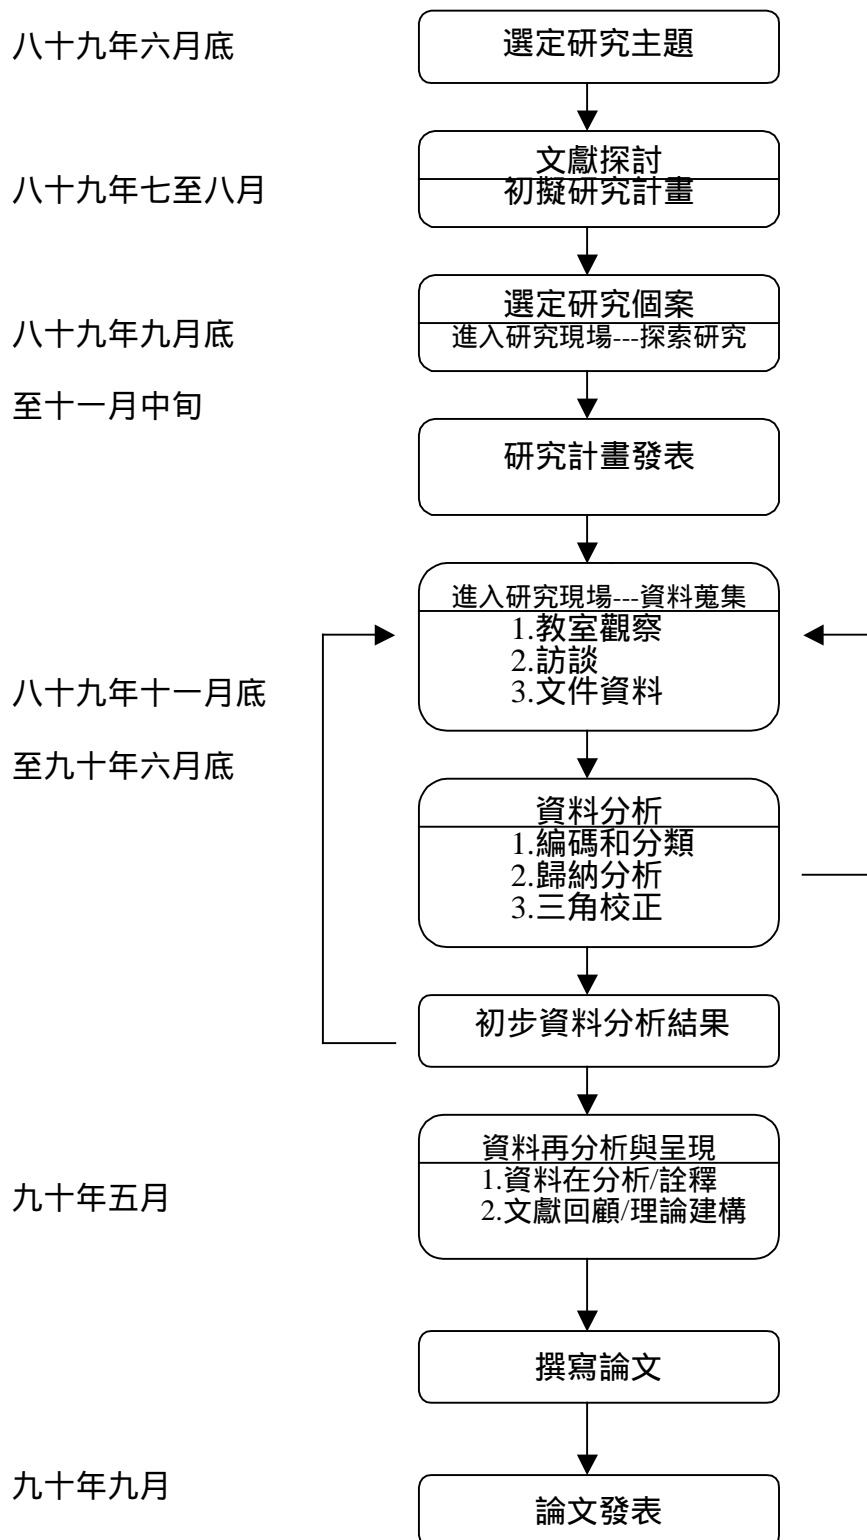 八十九年六月底
選定研究主題
文獻探討
八十九年七至八月
初擬研究計畫
選定研究個案
八十九年九月底
進入研究現場---探索研究
至十一月中旬
研究計畫發表
進入研究現場---資料蒐集
1.教室觀察
2.訪談
3.文件資料
八十九年十一月底
至九十年六月底
資料分析
1.編碼和分類
2.歸納分析
3.三角校正
初步資料分析結果
資料再分析與呈現
1.資料在分析/詮釋
九十年五月
2.文獻回顧/理論建構
撰寫論文
九十年九月
論文發表